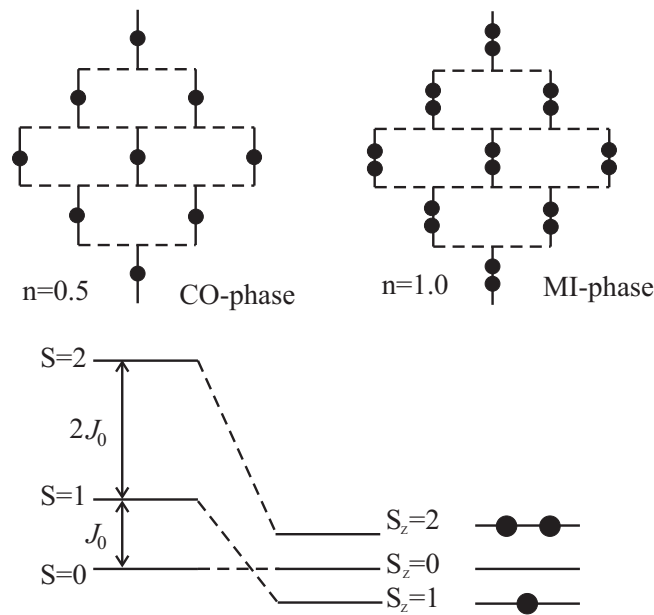 n=0.5 CO-phase
n=1.0 MI-phase
S=2
2J₀
S=1
J₀
S=0
S_z=2
S_z=0
S_z=1